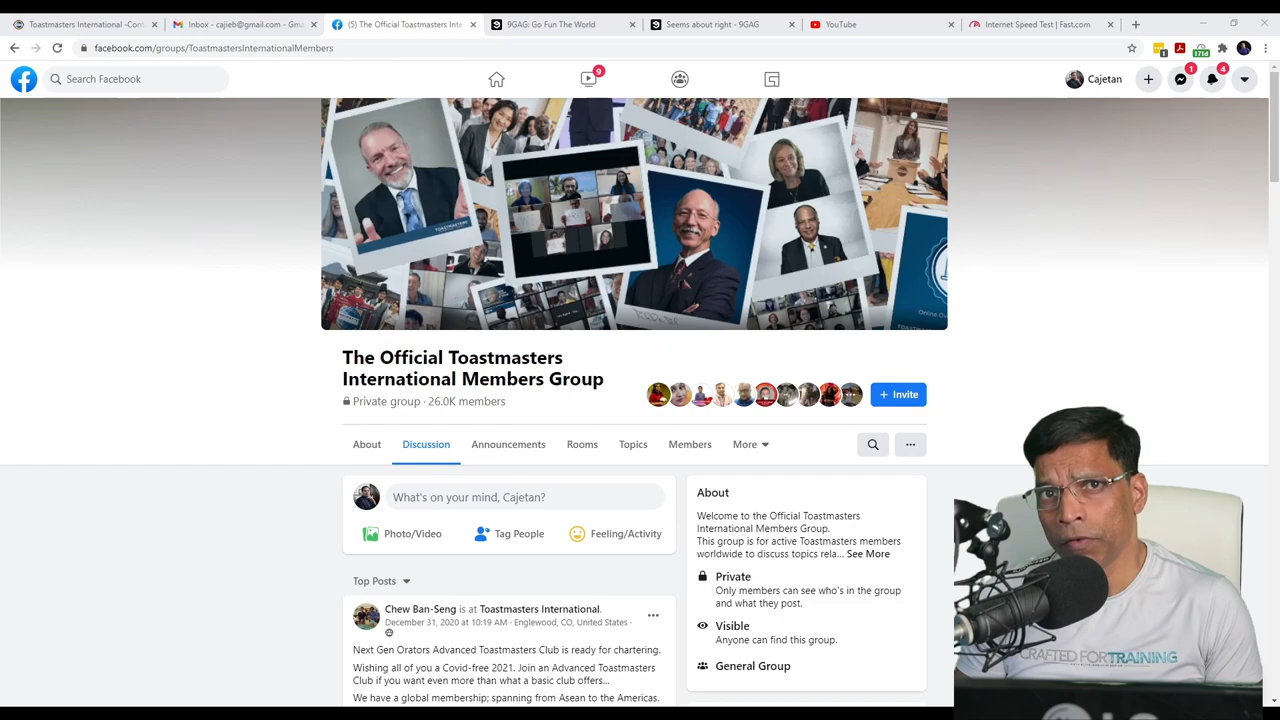 Toastmasters International -Cont
Inbox - cajieb@gmail.com - Gma
(5) The Official Toastmasters Inte
9GAG: Go Fun The World
Seems about right - 9GAG
YouTube
Internet Speed Test | Fast.com
facebook.com/groups/ToastmastersInternationalMembers
1
171d
Search Facebook
9
Cajetan
1
4
TOASTMASTERS
The Official Toastmasters
International Members Group
Private group · 26.0K members
+ Invite
About
Discussion
Announcements
Rooms
Topics
Members
More
What's on your mind, Cajetan?
Photo/Video
Tag People
Feeling/Activity
Top Posts
Chew Ban-Seng is at Toastmasters International.
December 31, 2020 at 10:19 AM · Englewood, CO, United States ·
Next Gen Orators Advanced Toastmasters Club is ready for chartering.
Wishing all of you a Covid-free 2021. Join an Advanced Toastmasters
Club if you want even more than what a basic club offers...
We have a global membership; spanning from Asean to the Americas.
About
Welcome to the Official Toastmasters
International Members Group.
This group is for active Toastmasters members
worldwide to discuss topics rela... See More
Private
Only members can see who's in the group
and what they post.
Visible
Anyone can find this group.
General Group
CRAFTED FOR TRAINING